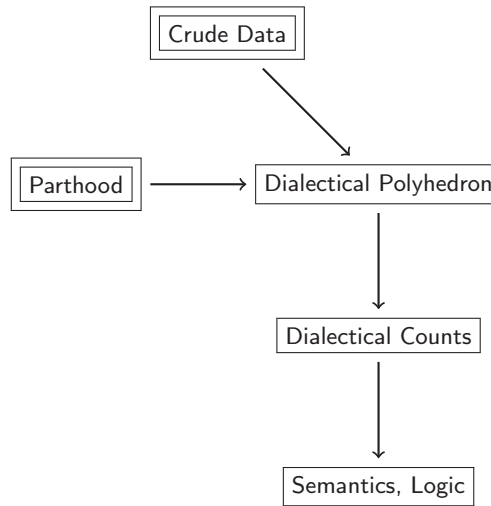 Crude Data
Parthood
Dialectical Polyhedron
Dialectical Counts
Semantics, Logic